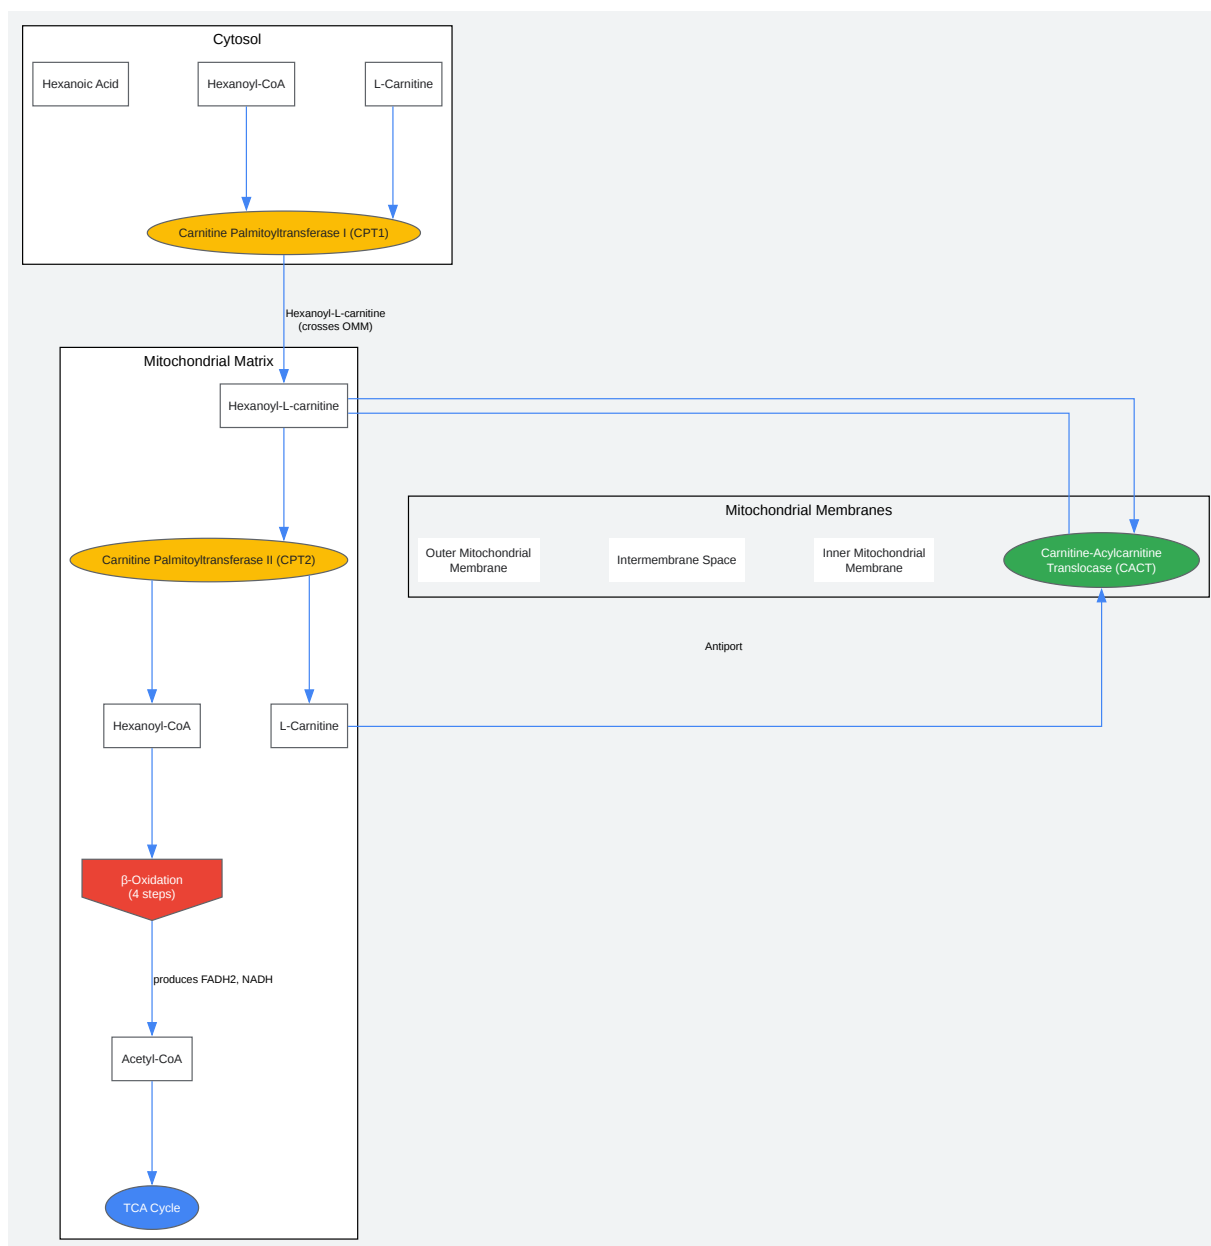 Cytosol
Hexanoic Acid
Hexanoyl-CoA
L-Carnitine
Carnitine Palmitoyltransferase I (CPT1)
Hexanoyl-L-carnitine
(crosses OMM)
Mitochondrial Matrix
Hexanoyl-L-carnitine
Mitochondrial Membranes
Outer Mitochondrial
Membrane
Intermembrane Space
Inner Mitochondrial
Membrane
Carnitine-Acylcarnitine
Translocase (CACT)
Carnitine Palmitoyltransferase II (CPT2)
Antiport
Hexanoyl-CoA
L-Carnitine
β-Oxidation
(4 steps)
produces FADH2, NADH
Acetyl-CoA
TCA Cycle